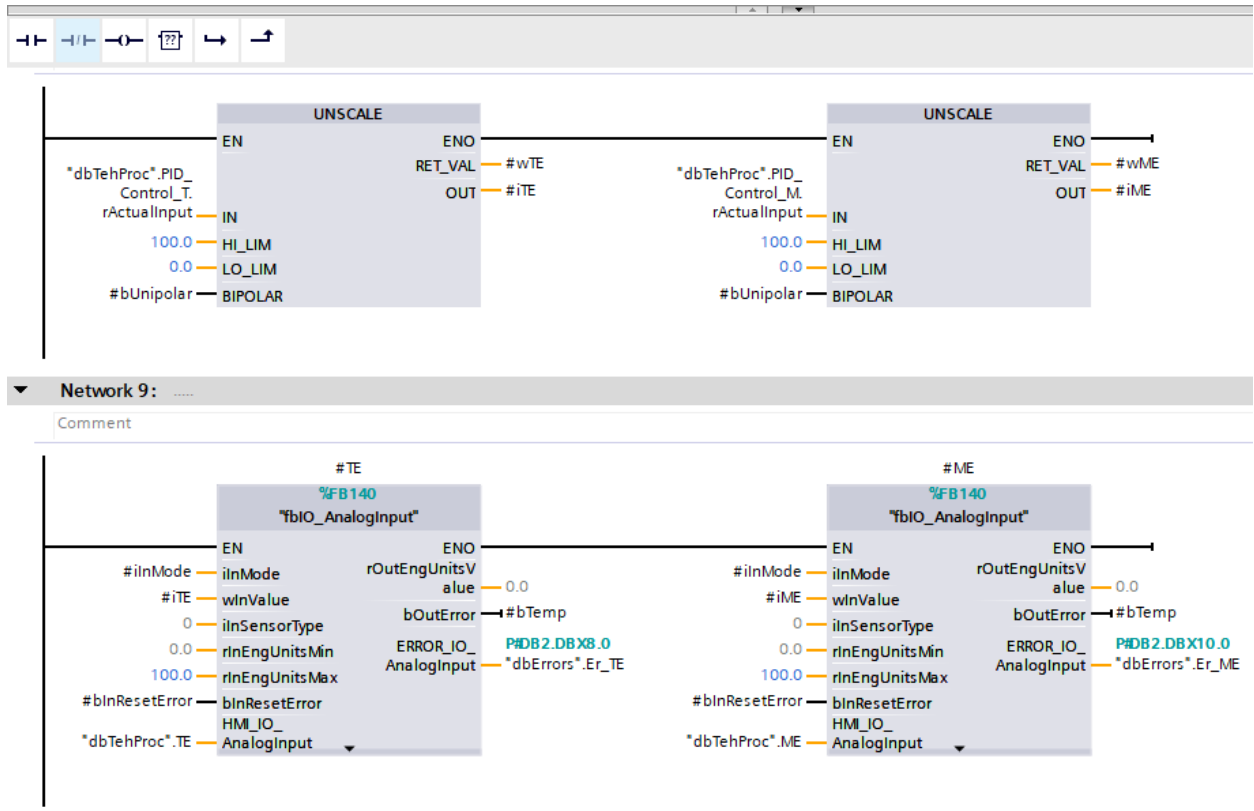 ??
UNSCALE
EN
ENO
RET_VAL
#wTE
"dbTehProc".PID_
Control_T.
rActualInput
OUT
#iTE
IN
100.0
HI_LIM
0.0
LO_LIM
#bUnipolar
BIPOLAR
UNSCALE
EN
ENO
RET_VAL
#wME
"dbTehProc".PID_
Control_M.
rActualInput
OUT
#iME
IN
100.0
HI_LIM
0.0
LO_LIM
#bUnipolar
BIPOLAR
Network 9: .....
Comment
#TE
%FB140
"fbIO_AnalogInput"
EN
ENO
#iInMode
iInMode
rOutEngUnitsV
alue
0.0
#iTE
wInValue
bOutError
#bTemp
0
iInSensorType
ERROR_IO_
AnalogInput
P#DB2.DBX8.0
"dbErrors".Er_TE
0.0
rInEngUnitsMin
100.0
rInEngUnitsMax
#bInResetError
bInResetError
HMI_IO_
AnalogInput
"dbTehProc".TE
#ME
%FB140
"fbIO_AnalogInput"
EN
ENO
#iInMode
iInMode
rOutEngUnitsV
alue
0.0
#iME
wInValue
bOutError
#bTemp
0
iInSensorType
ERROR_IO_
AnalogInput
P#DB2.DBX10.0
"dbErrors".Er_ME
0.0
rInEngUnitsMin
100.0
rInEngUnitsMax
#bInResetError
bInResetError
HMI_IO_
AnalogInput
"dbTehProc".ME